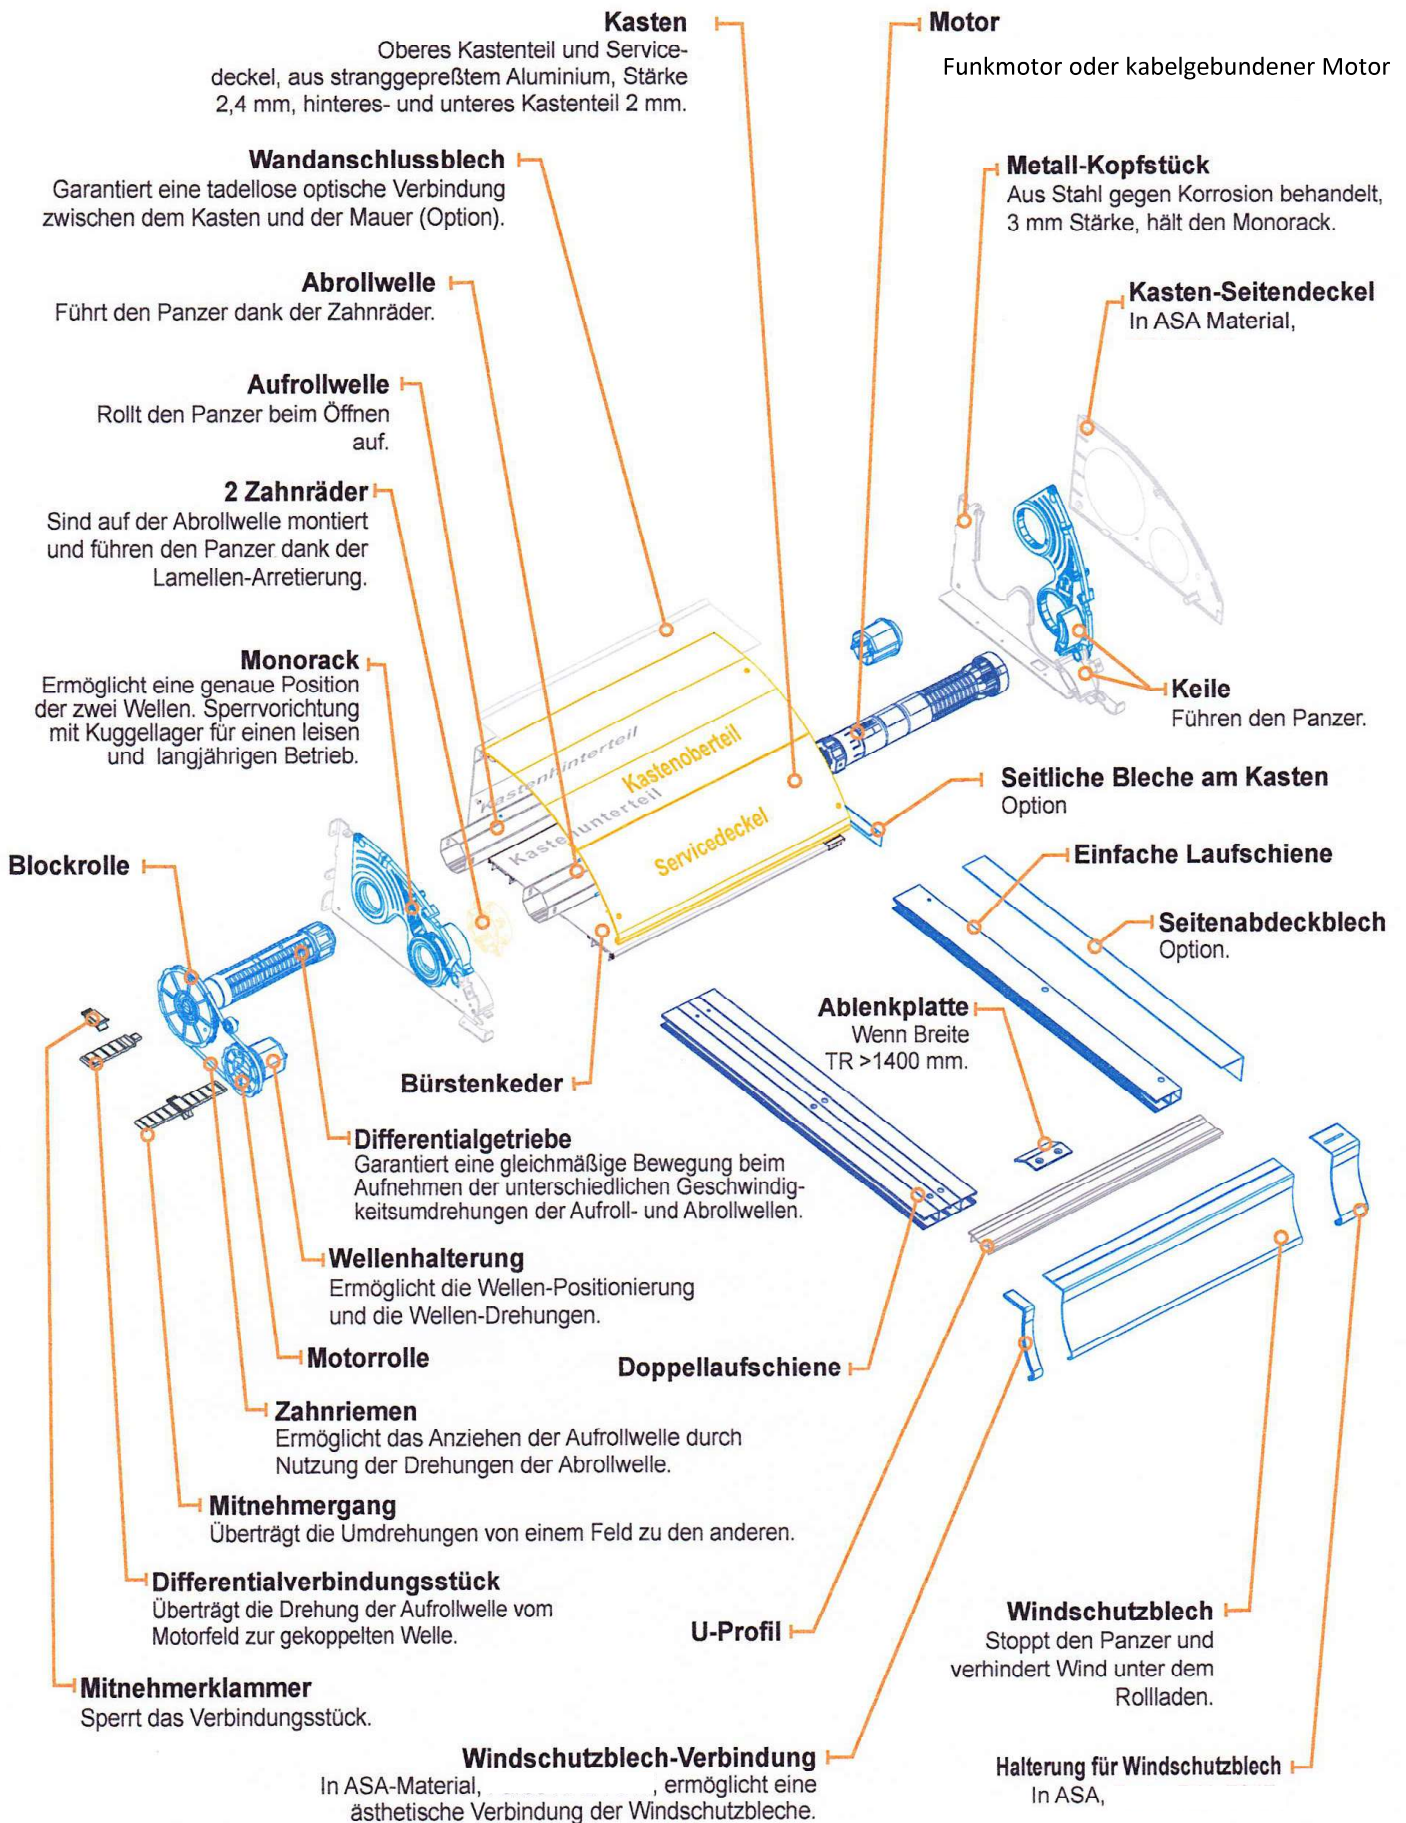 Kasten
Oberes Kastenteil und Service-
deckel, aus stranggepreßtem Aluminium, Stärke
2,4 mm, hinteres- und unteres Kastenteil 2 mm.
Motor
Funkmotor oder kabelgebundener Motor
Wandanschlussblech
Garantiert eine tadellose optische Verbindung
zwischen dem Kasten und der Mauer (Option).
Metall-Kopfstück
Aus Stahl gegen Korrosion behandelt,
3 mm Stärke, hält den Monorack.
Abrollwelle
Führt den Panzer dank der Zahnräder.
Kasten-Seitendeckel
In ASA Material,
Aufrollwelle
Rollt den Panzer beim Öffnen
auf.
2 Zahnräder
Sind auf der Abrollwelle montiert
und führen den Panzer dank der
Lamellen-Arretierung.
Monorack
Ermöglicht eine genaue Position
der zwei Wellen. Sperrvorichtung
mit Kuggellager für einen leisen
und langjährigen Betrieb.
Keile
Führen den Panzer.
Kastenhinterteil
Kastenoberteil
Kastenunterteil
Servicedeckel
Seitliche Bleche am Kasten
Option
Blockrolle
Einfache Laufschiene
Seitenabdeckblech
Option.
Ablenkplatte
Wenn Breite
TR >1400 mm.
Bürstenkeder
Differentialgetriebe
Garantiert eine gleichmäßige Bewegung beim
Aufnehmen der unterschiedlichen Geschwindig-
keitsumdrehungen der Aufroll- und Abrollwellen.
Wellenhalterung
Ermöglicht die Wellen-Positionierung
und die Wellen-Drehungen.
Motorrolle
Doppellaufschiene
Zahnriemen
Ermöglicht das Anziehen der Aufrollwelle durch
Nutzung der Drehungen der Abrollwelle.
Mitnehmergang
Überträgt die Umdrehungen von einem Feld zu den anderen.
Differentialverbindungsstück
Überträgt die Drehung der Aufrollwelle vom
Motorfeld zur gekoppelten Welle.
U-Profil
Windschutzblech
Stoppt den Panzer und
verhindert Wind unter dem
Rollladen.
Mitnehmerklammer
Sperrt das Verbindungsstück.
Windschutzblech-Verbindung
In ASA-Material, , ermöglicht eine
ästhetische Verbindung der Windschutzbleche.
Halterung für Windschutzblech
In ASA,